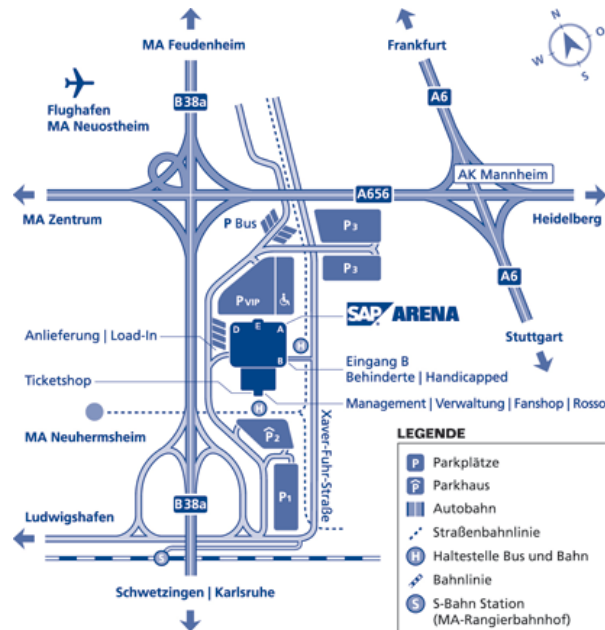 MA Feudenheim
Frankfurt
N
O
W
S
Flughafen
MA Neuostheim
B38a
A6
AK Mannheim
A656
MA Zentrum
Heidelberg
P Bus
P3
P3
A6
PVIP
SAP ARENA
D
E
A
Stuttgart
Anlieferung | Load-In
H
B
Eingang B
Behinderte | Handicapped
Ticketshop
Management | Verwaltung | Fanshop | Rosso
H
MA Neuhermsheim
P2
Xaver-Fuhr-Straße
P1
B38a
Ludwigshafen
S
Schwetzingen | Karlsruhe
LEGENDE
P Parkplätze
P Parkhaus
Autobahn
Straßenbahnlinie
H Haltestelle Bus und Bahn
Bahnlinie
S S-Bahn Station
(MA-Rangierbahnhof)